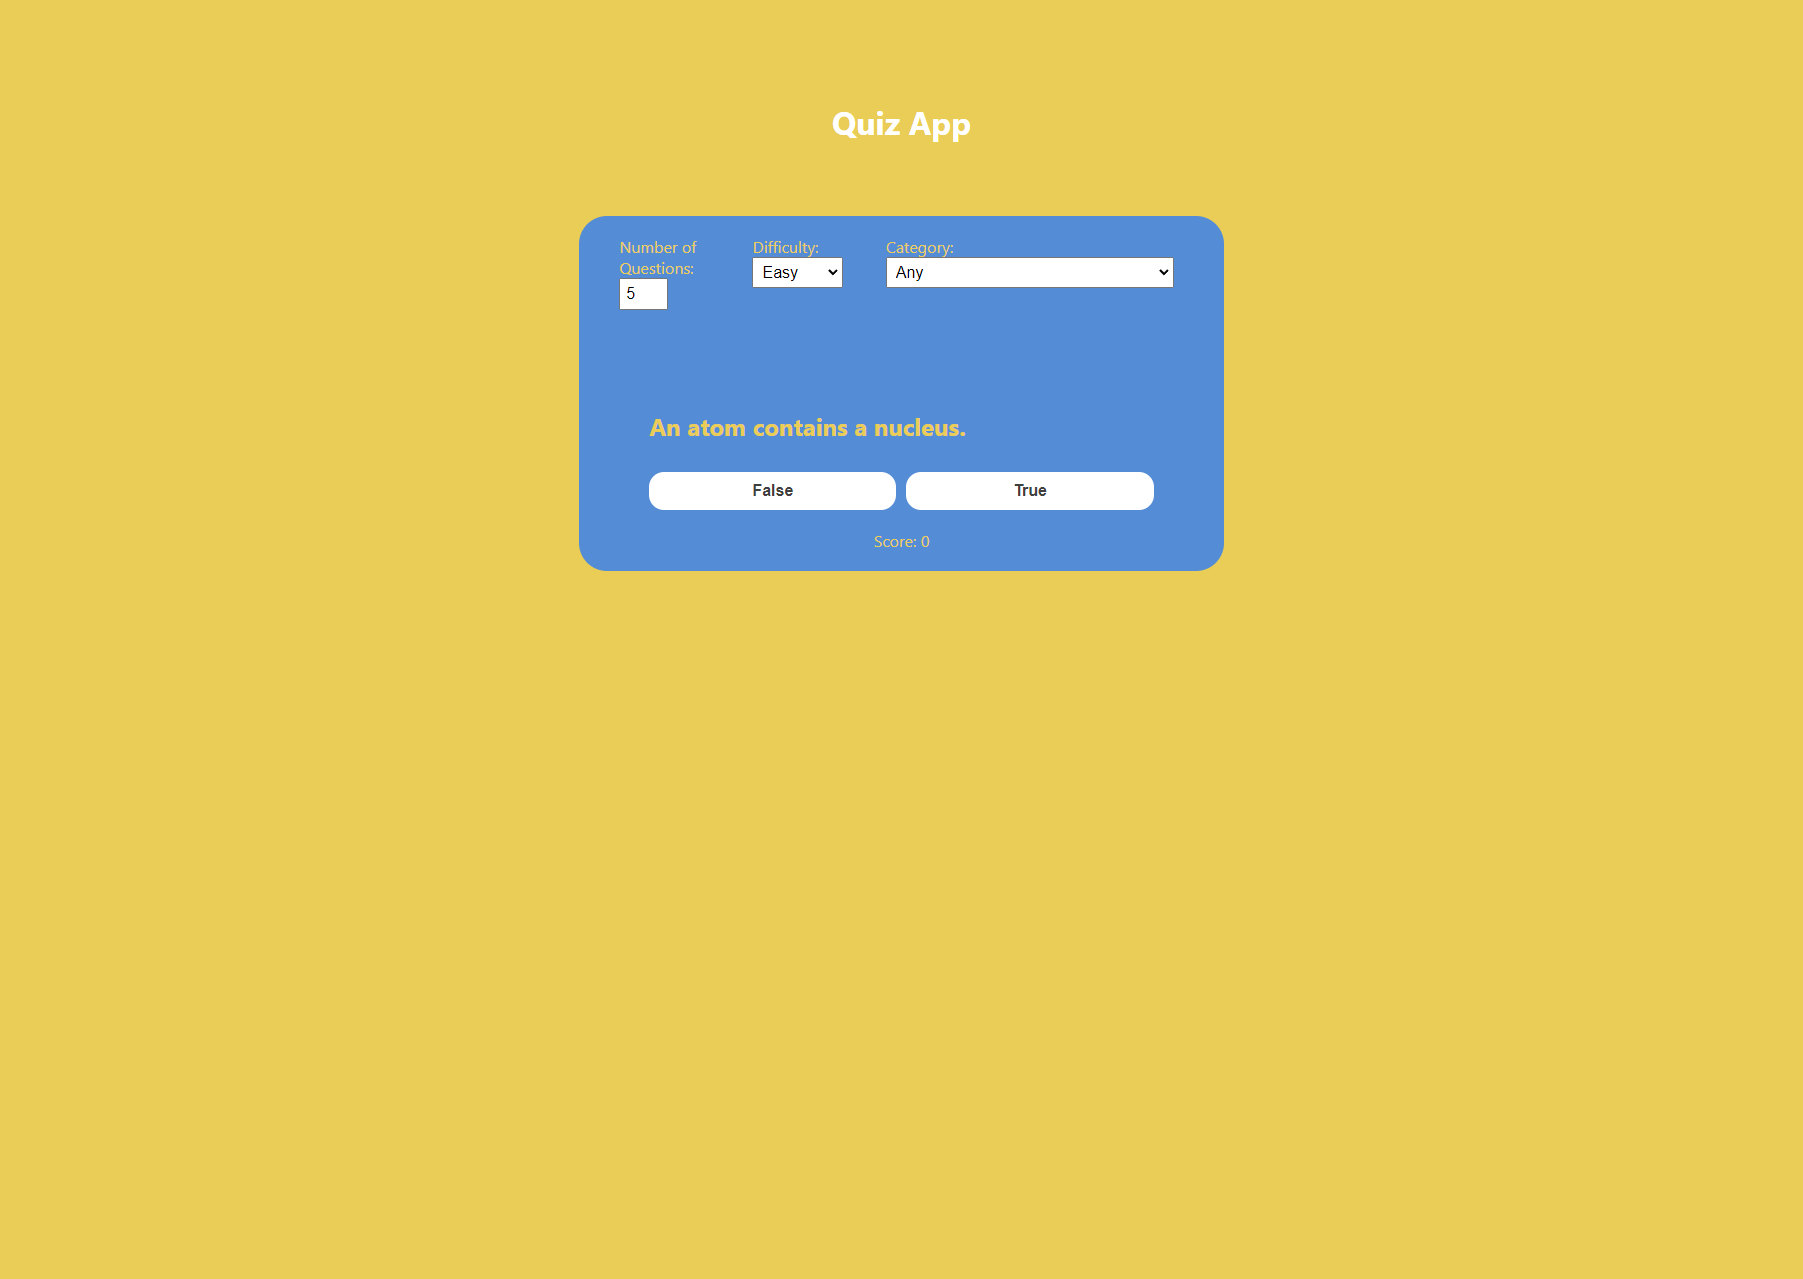 Quiz App
Number of
Questions:
5
Difficulty:
Easy
Category:
Any
An atom contains a nucleus.
False
True
Score: 0